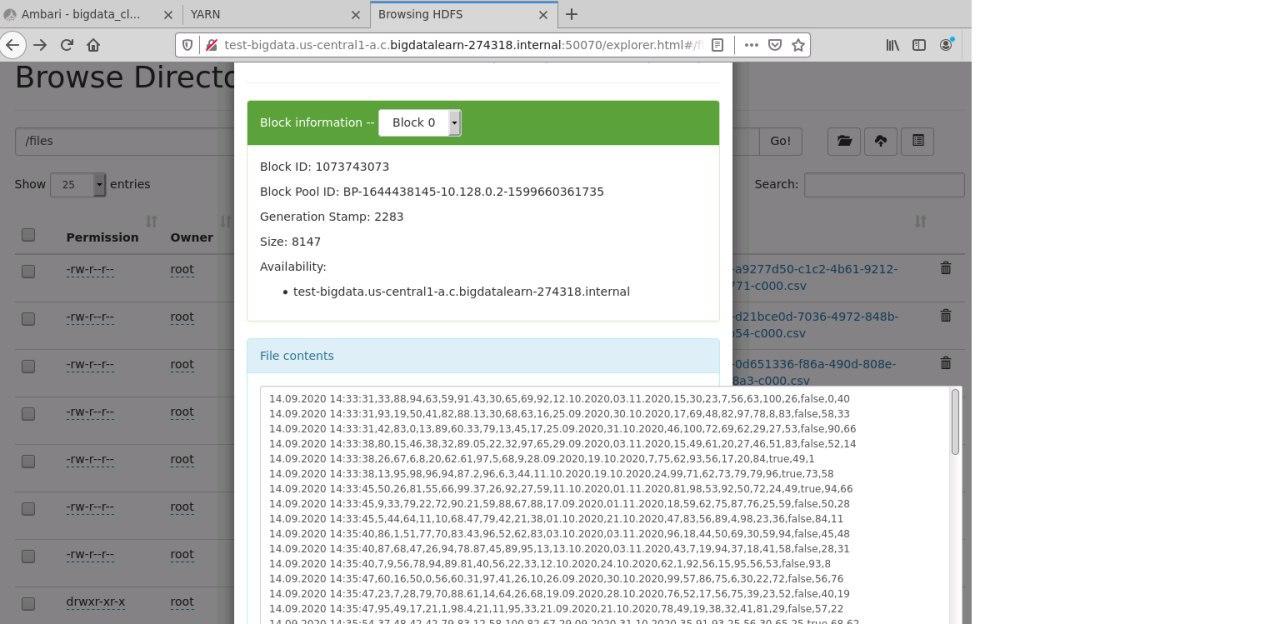 Ambari - bigdata_cl...
YARN
Browsing HDFS
test-bigdata.us-central1-a.c.bigdatalearn-274318.internal:50070/explorer.html#/f
Browse Directo
Block information -- Block 0
/files
Go!
Show 25 entries
Search:
Block ID: 1073743073
Block Pool ID: BP-1644438145-10.128.0.2-1599660361735
Generation Stamp: 2283
Size: 8147
Availability:
test-bigdata.us-central1-a.c.bigdatalearn-274318.internal
Permission Owner
-rw-r--r-- root -a9277d50-c1c2-4b61-9212-
771-c000.csv
-rw-r--r-- root -d21bce0d-7036-4972-848b-
a54-c000.csv
-rw-r--r-- root -0d651336-f86a-490d-808e-
8a3-c000.csv
-rw-r--r-- root
-rw-r--r-- root
-rw-r--r-- root
-rw-r--r-- root
drwxr-xr-x root
File contents
14.09.2020 14:33:31,33,88,94,63,59,91.43,30,65,69,92,12.10.2020,03.11.2020,15,30,23,7,56,63,100,26,false,0,40
14.09.2020 14:33:31,93,19,50,41,82,88.13,30,68,63,16,25.09.2020,30.10.2020,17,69,48,82,97,78,8,83,false,58,33
14.09.2020 14:33:31,42,83,0,13,89,60.33,79,13,45,17,25.09.2020,31.10.2020,46,100,72,69,62,29,27,53,false,90,66
14.09.2020 14:33:38,80,15,46,38,32,89.05,22,32,97,65,29.09.2020,03.11.2020,15,49,61,20,27,46,51,83,false,52,14
14.09.2020 14:33:38,26,67,6,8,20,62.61,97,5,68,9,28.09.2020,19.10.2020,7,75,62,93,56,17,20,84,true,49,1
14.09.2020 14:33:38,13,95,98,96,94,87.2,96,6,3,44,11.10.2020,19.10.2020,24,99,71,62,73,79,79,96,true,73,58
14.09.2020 14:33:45,50,26,81,55,66,99.37,26,92,27,59,11.10.2020,01.11.2020,81,98,53,92,50,72,24,49,true,94,66
14.09.2020 14:33:45,9,33,79,22,72,90.21,59,88,67,88,17.09.2020,01.11.2020,18,59,62,75,87,76,25,59,false,50,28
14.09.2020 14:33:45,5,44,64,11,10,68.47,79,42,21,38,01.10.2020,21.10.2020,47,83,56,89,4,98,23,36,false,84,11
14.09.2020 14:35:40,86,1,51,77,70,83.43,96,52,62,83,03.10.2020,03.11.2020,96,18,44,50,69,30,59,94,false,45,48
14.09.2020 14:35:40,87,68,47,26,94,78.87,45,89,95,13,13.10.2020,03.11.2020,43,7,19,94,37,18,41,58,false,28,31
14.09.2020 14:35:40,7,9,56,78,94,89.81,40,56,22,33,12.10.2020,24.10.2020,62,1,92,56,15,95,56,53,false,93,8
14.09.2020 14:35:47,60,16,50,0,56,60.31,97,41,26,10,26.09.2020,30.10.2020,99,57,86,75,6,30,22,72,false,56,76
14.09.2020 14:35:47,23,7,28,79,70,88.61,14,64,26,68,19.09.2020,28.10.2020,76,52,17,56,75,39,23,52,false,40,19
14.09.2020 14:35:47,95,49,17,21,1,98.4,21,11,95,33,21.09.2020,21.10.2020,78,49,19,38,32,41,81,29,false,57,22